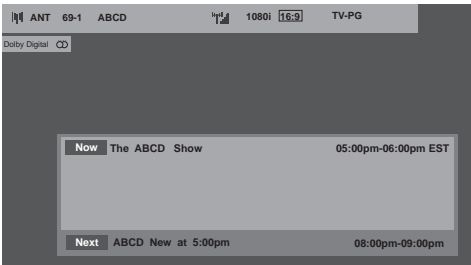 ANT 69-1 ABCD 1080i 16:9 TV-PG
Dolby Digital
Now The ABCD Show 05:00pm-06:00pm EST
Next ABCD New at 5:00pm 08:00pm-09:00pm